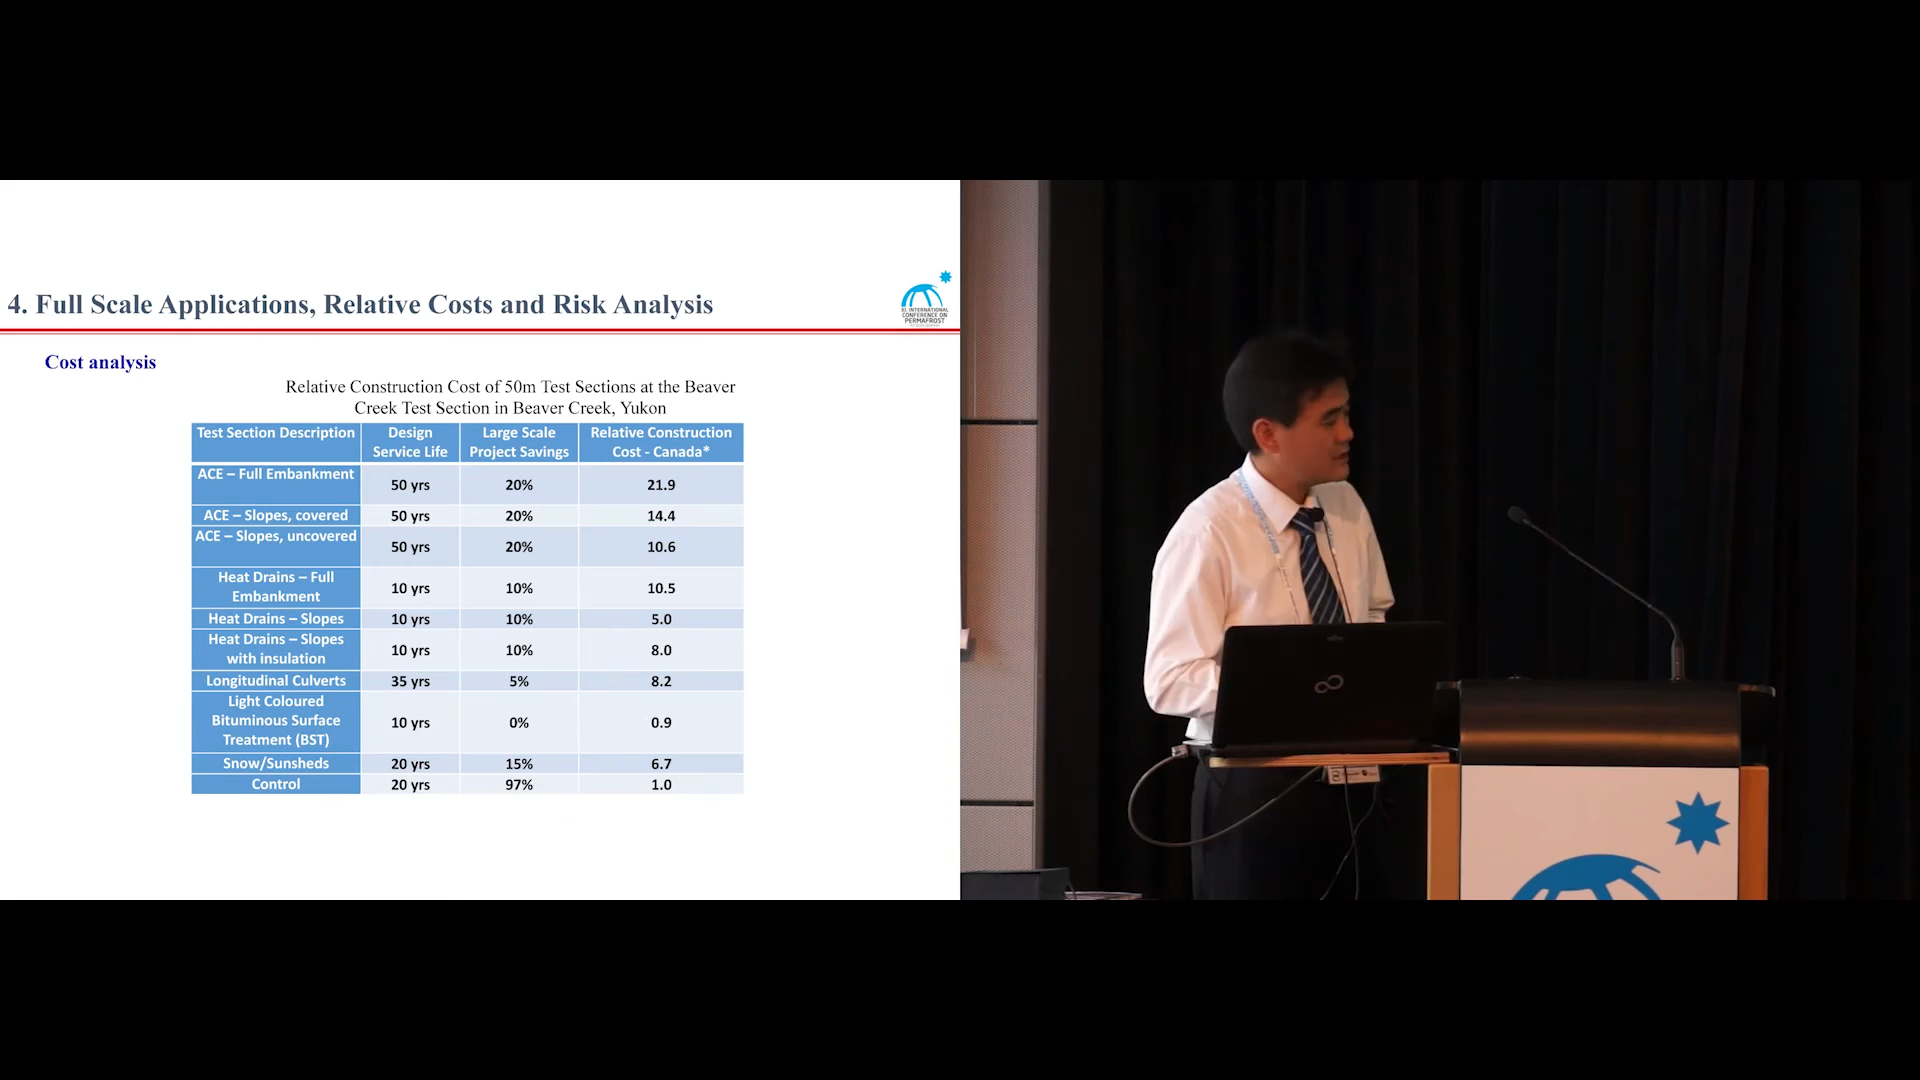 4. Full Scale Applications, Relative Costs and Risk Analysis
XI. INTERNATIONAL
CONFERENCE ON
PERMAFROST
Cost analysis
Relative Construction Cost of 50m Test Sections at the Beaver
Creek Test Section in Beaver Creek, Yukon
Test Section Description
Design
Service Life
Large Scale
Project Savings
Relative Construction
Cost - Canada*
ACE – Full Embankment
50 yrs
20%
21.9
ACE – Slopes, covered
50 yrs
20%
14.4
ACE – Slopes, uncovered
50 yrs
20%
10.6
Heat Drains – Full
Embankment
10 yrs
10%
10.5
Heat Drains – Slopes
10 yrs
10%
5.0
Heat Drains – Slopes
with insulation
10 yrs
10%
8.0
Longitudinal Culverts
35 yrs
5%
8.2
Light Coloured
Bituminous Surface
Treatment (BST)
10 yrs
0%
0.9
Snow/Sunsheds
20 yrs
15%
6.7
Control
20 yrs
97%
1.0